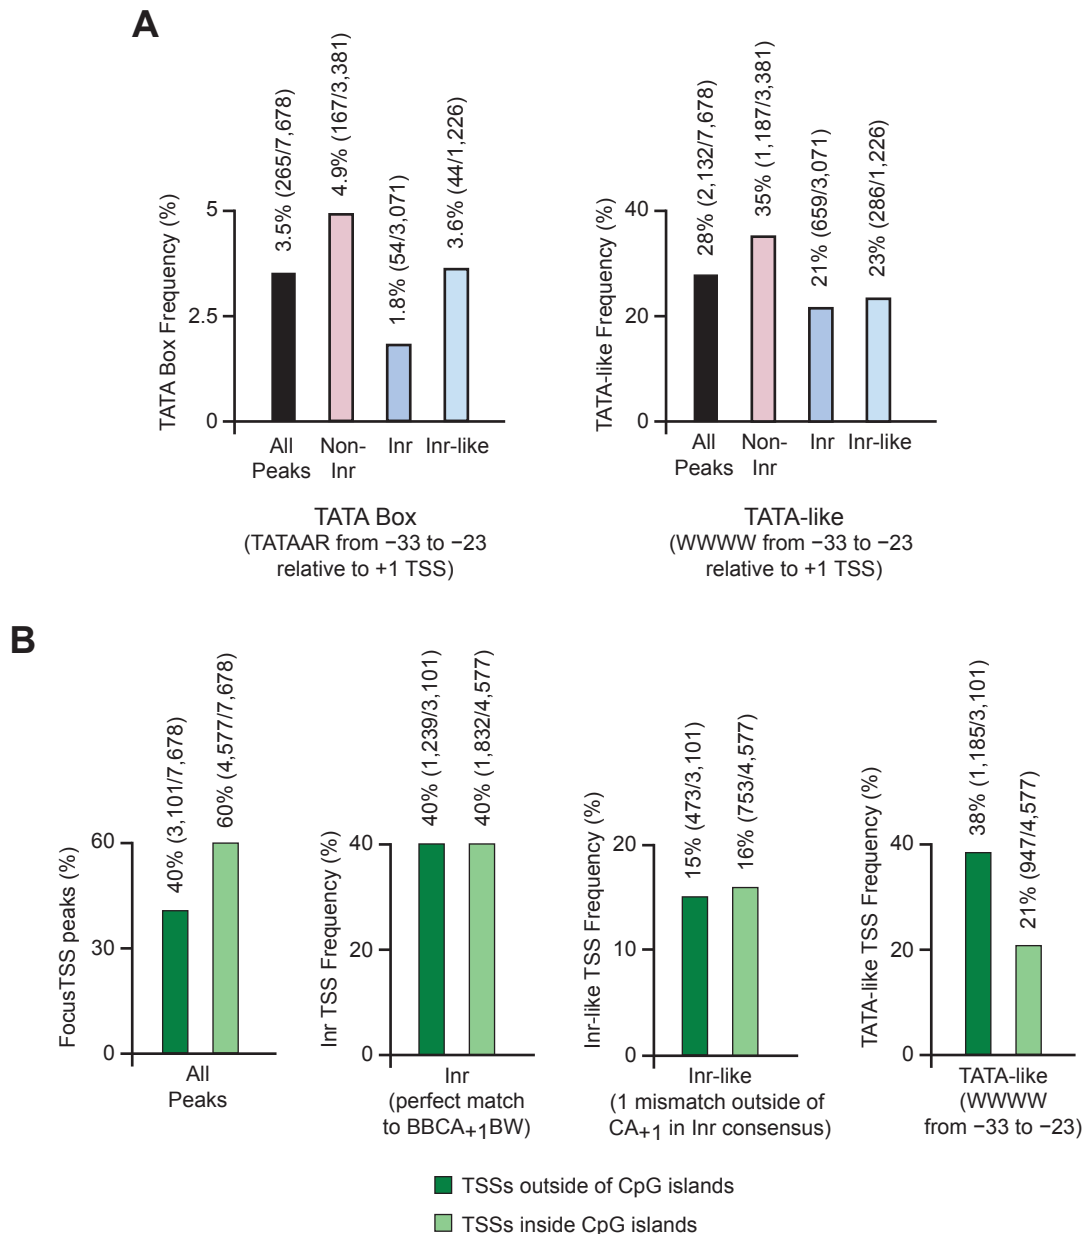 A
TATA Box Frequency (%)
5
2.5
0
3.5% (265/7,678)
4.9% (167/3,381)
1.8% (54/3,071)
3.6% (44/1,226)
All Peaks
Non-Inr
Inr
Inr-like
TATA Box
(TATAAR from −33 to −23
relative to +1 TSS)
TATA-like Frequency (%)
40
20
0
28% (2,132/7,678)
35% (1,187/3,381)
21% (659/3,071)
23% (286/1,226)
All Peaks
Non-Inr
Inr
Inr-like
TATA-like
(WWWW from −33 to −23
relative to +1 TSS)
B
FocusTSS peaks (%)
60
30
0
40% (3,101/7,678)
60% (4,577/7,678)
All
Peaks
Inr TSS Frequency (%)
40
20
0
40% (1,239/3,101)
40% (1,832/4,577)
Inr
(perfect match
to BBCA+1BW)
Inr-like TSS Frequency (%)
20
10
0
15% (473/3,101)
16% (753/4,577)
Inr-like
(1 mismatch outside of
CA+1 in Inr consensus)
TATA-like TSS Frequency (%)
40
20
0
38% (1,185/3,101)
21% (947/4,577)
TATA-like
(WWWW
from −33 to −23)
TSSs outside of CpG islands
TSSs inside CpG islands